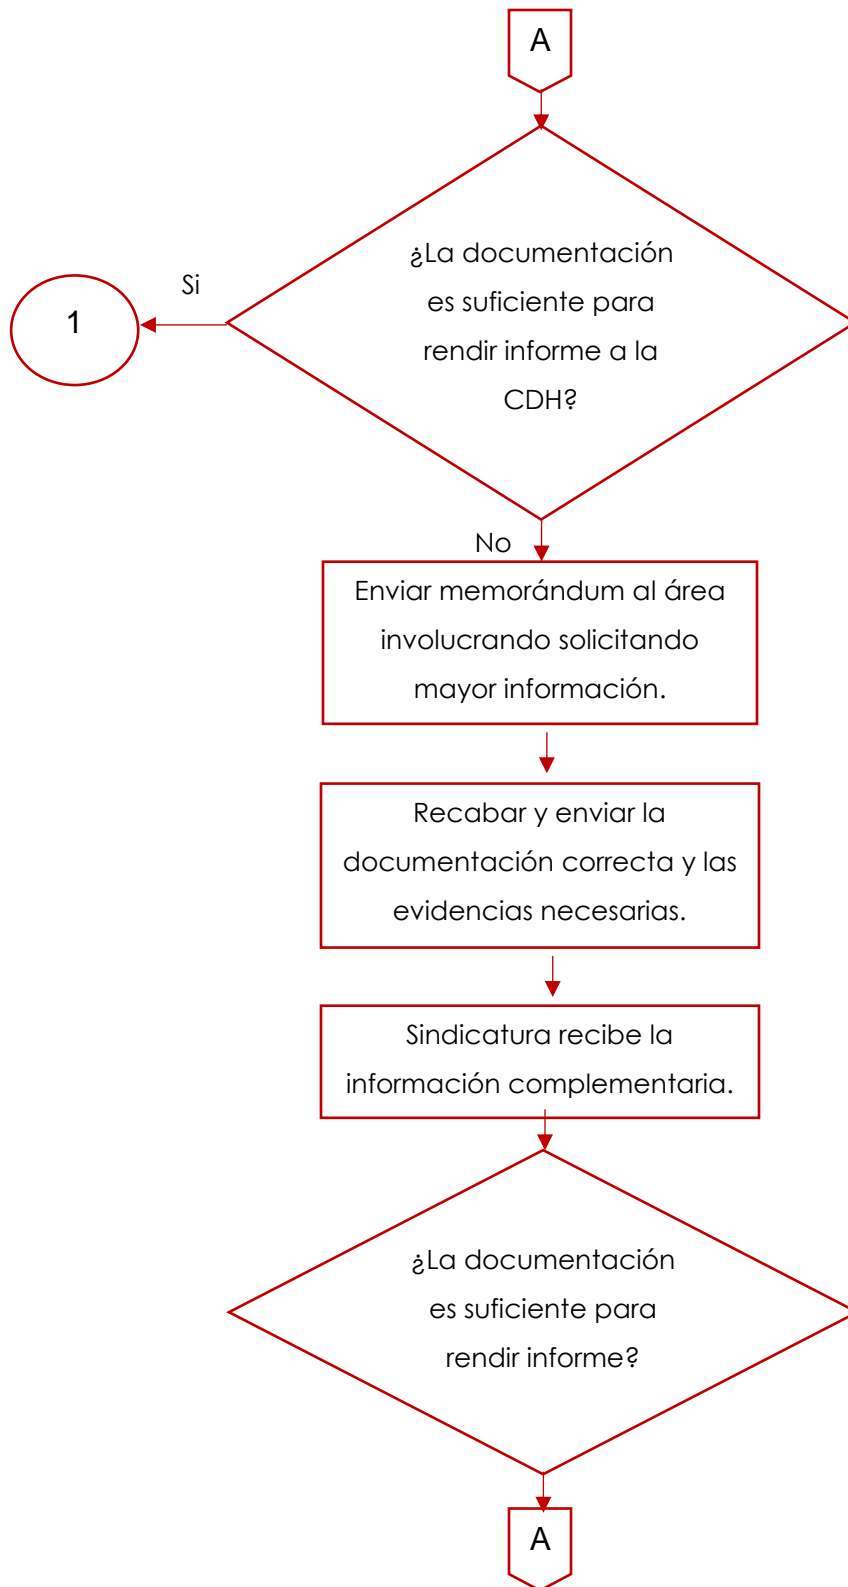 A
¿La documentación
es suficiente para
rendir informe a la
CDH?
Si
1
No
Enviar memorándum al área
involucrando solicitando
mayor información.
Recabar y enviar la
documentación correcta y las
evidencias necesarias.
Sindicatura recibe la
información complementaria.
¿La documentación
es suficiente para
rendir informe?
A